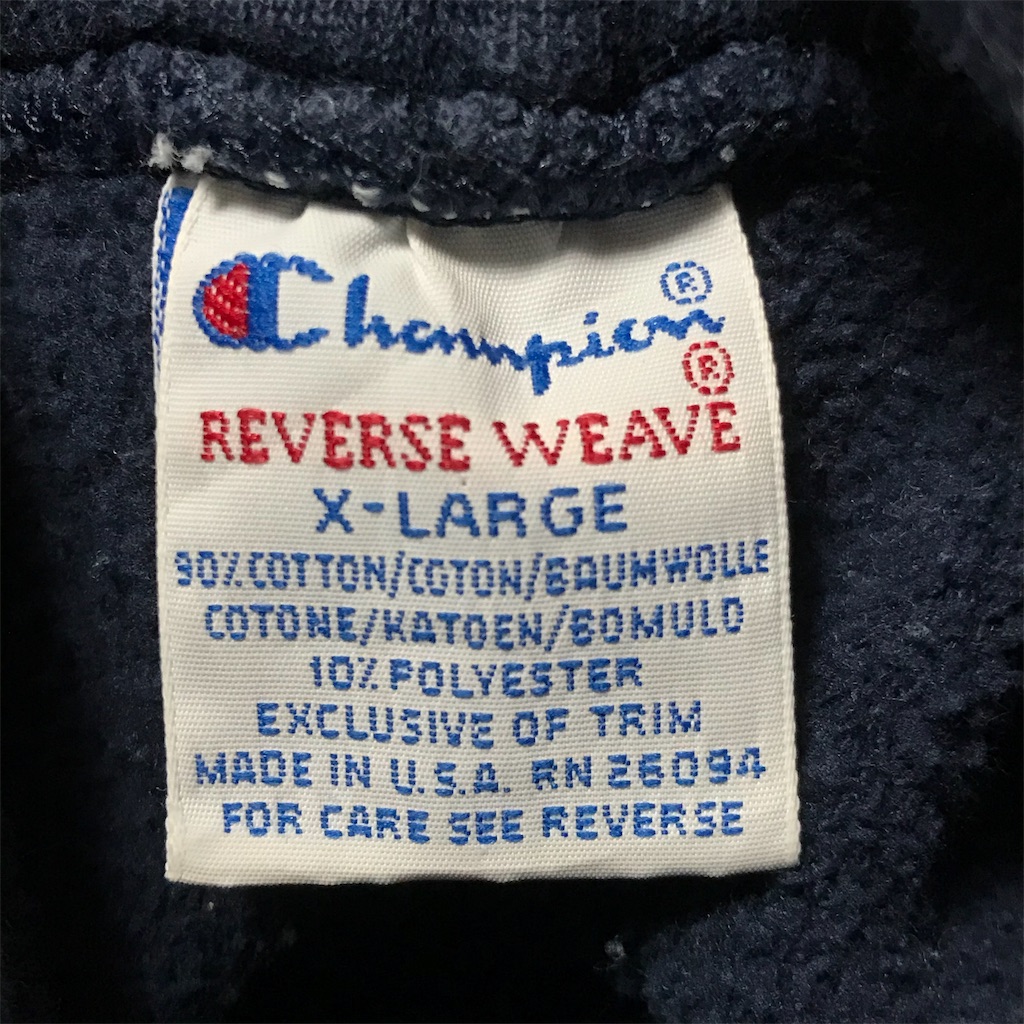 Champion®
®
REVERSE WEAVE
X-LARGE
90% COTTON/COTON/BAUMWOLLE
COTONE/KATOEN/BOMULD
10% POLYESTER
EXCLUSIVE OF TRIM
MADE IN U.S.A. RN 26094
FOR CARE SEE REVERSE